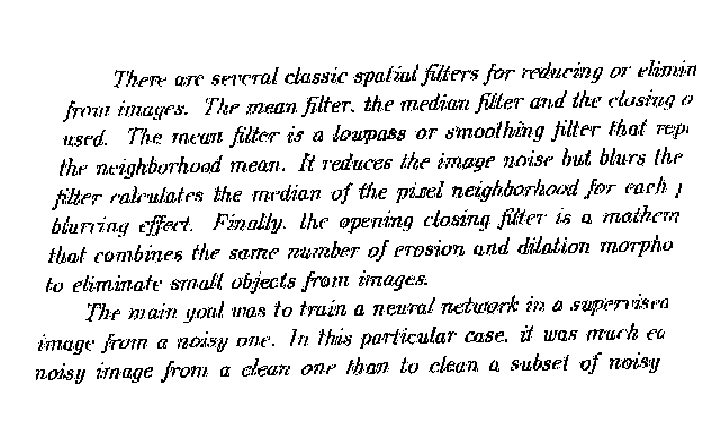 There are several classic spatial filters for reducing or elimin
from images. The mean filter, the median filter and the closing o
used. The mean filter is a lowpass or smoothing filter that repl
the neighborhood mean. It reduces the image noise but blurs the
filter calculates the median of the pixel neighborhood for each p
blurring effect. Finally, the opening closing filter is a mathem
that combines the same number of erosion and dilation morpho
to eliminate small objects from images.
The main goal was to train a neural network in a supervised
image from a noisy one. In this particular case, it was much ea
noisy image from a clean one than to clean a subset of noisy